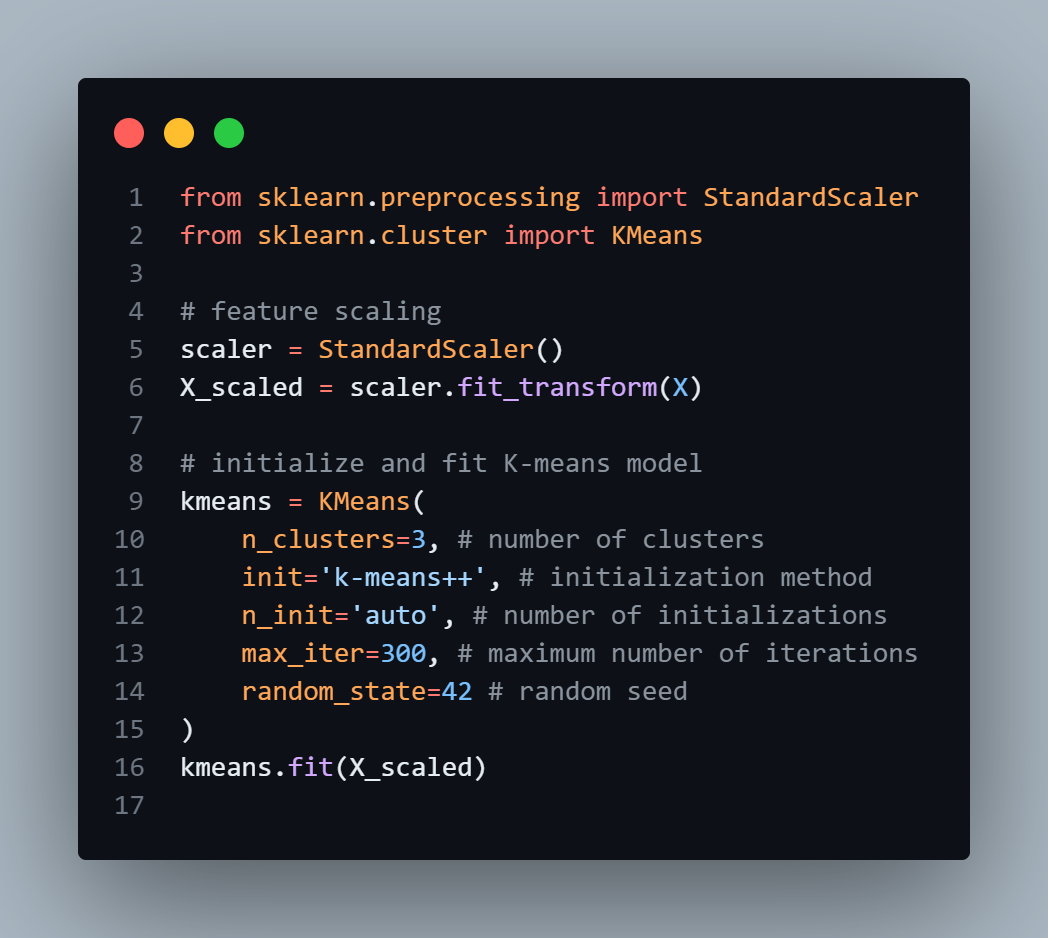 1 from sklearn.preprocessing import StandardScaler
2 from sklearn.cluster import KMeans
3
4 # feature scaling
5 scaler = StandardScaler()
6 X_scaled = scaler.fit_transform(X)
7
8 # initialize and fit K-means model
9 kmeans = KMeans(
10     n_clusters=3, # number of clusters
11     init='k-means++', # initialization method
12     n_init='auto', # number of initializations
13     max_iter=300, # maximum number of iterations
14     random_state=42 # random seed
15 )
16 kmeans.fit(X_scaled)
17